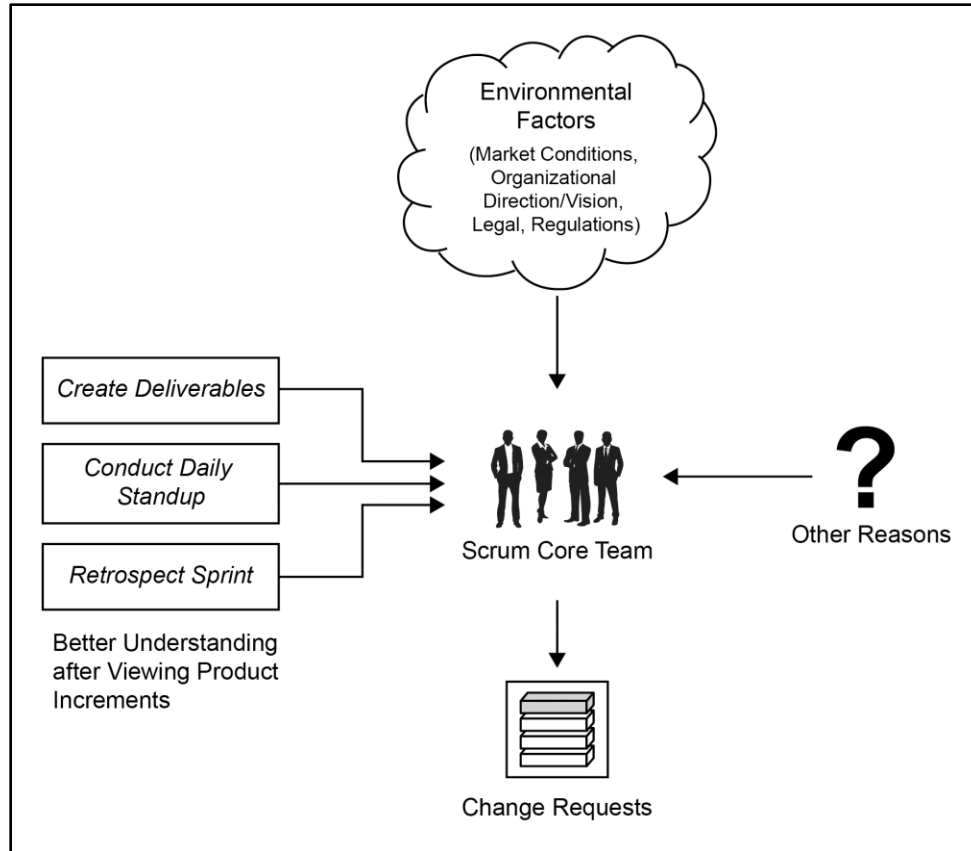 Environmental
Factors
(Market Conditions,
Organizational
Direction/Vision,
Legal, Regulations)
Create Deliverables
Conduct Daily
Standup
Retrospect Sprint
Better Understanding
after Viewing Product
Increments
Scrum Core Team
?
Other Reasons
Change Requests